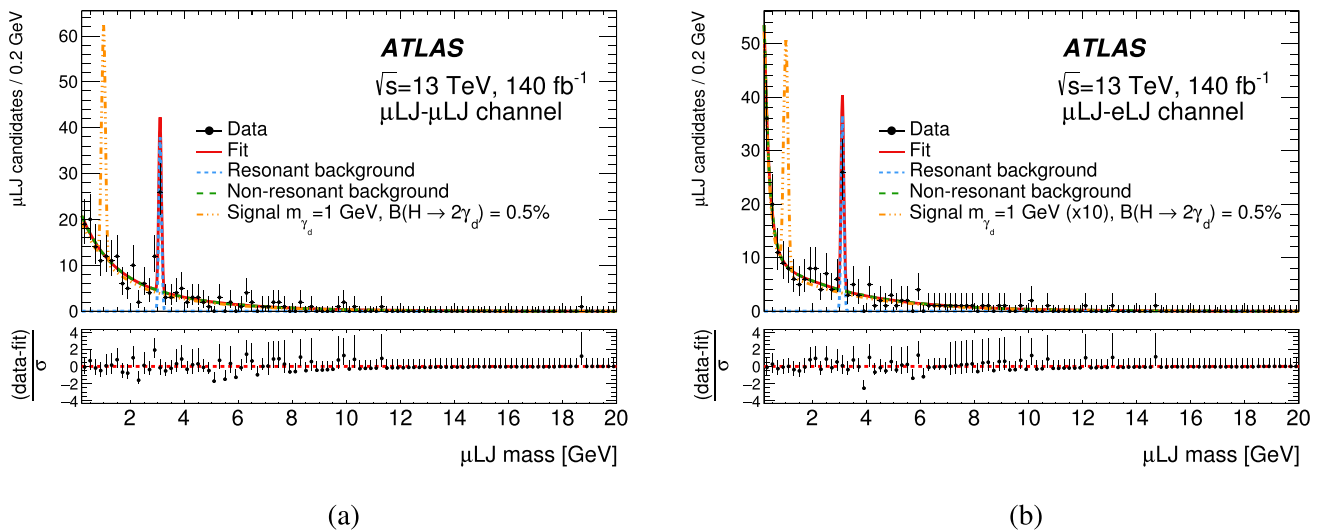 μLJ candidates / 0.2 GeV
60
50
40
30
20
10
0
ATLAS
√s=13 TeV, 140 fb⁻¹
μLJ-μLJ channel
Data
Fit
Resonant background
Non-resonant background
Signal m_γd =1 GeV, B(H → 2γd) = 0.5%
(data-fit)
σ
4
2
0
−2
−4
2 4 6 8 10 12 14 16 18 20
μLJ mass [GeV]
(a)
μLJ candidates / 0.2 GeV
50
40
30
20
10
0
ATLAS
√s=13 TeV, 140 fb⁻¹
μLJ-eLJ channel
Data
Fit
Resonant background
Non-resonant background
Signal m_γd =1 GeV (x10), B(H → 2γd) = 0.5%
(data-fit)
σ
4
2
0
−2
−4
2 4 6 8 10 12 14 16 18 20
μLJ mass [GeV]
(b)